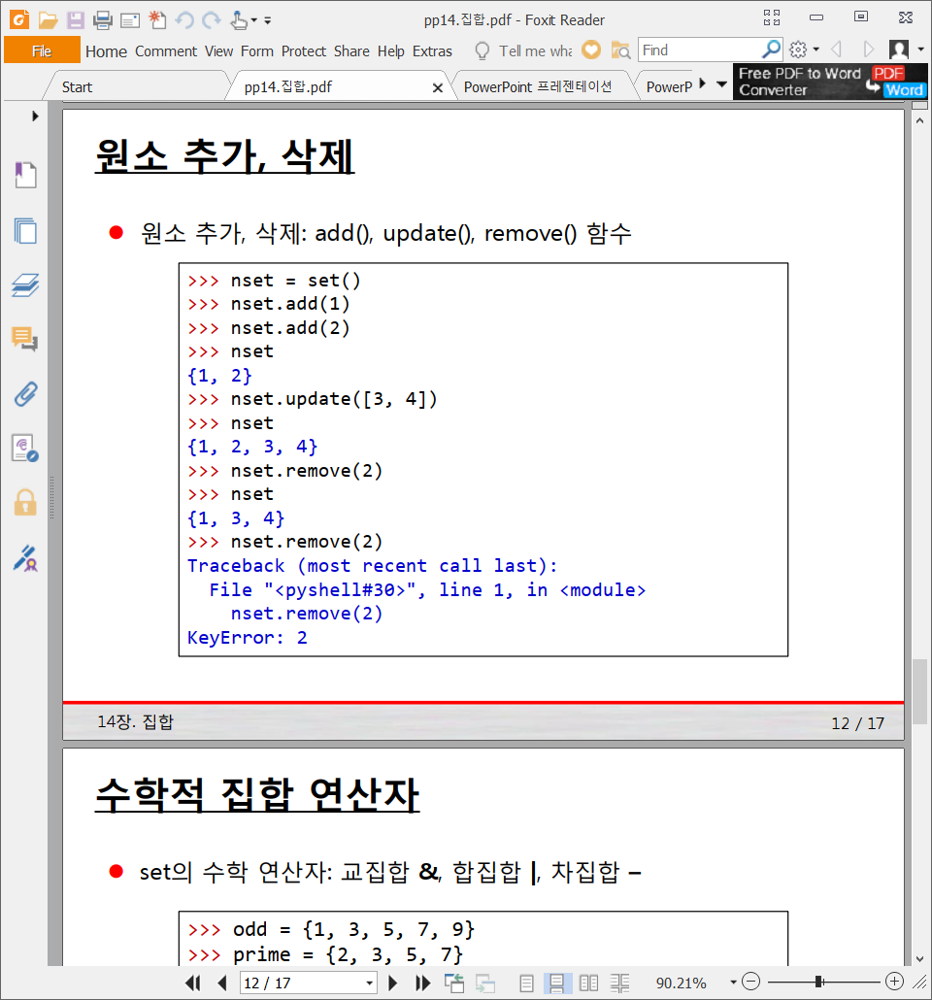 pp14.집합.pdf - Foxit Reader
File Home Comment View Form Protect Share Help Extras Tell me wha Find
Start pp14.집합.pdf PowerPoint 프레젠테이션 PowerP
Free PDF to Word Converter PDF Word
원소 추가, 삭제
원소 추가, 삭제: add(), update(), remove() 함수
>>> nset = set()
>>> nset.add(1)
>>> nset.add(2)
>>> nset
{1, 2}
>>> nset.update([3, 4])
>>> nset
{1, 2, 3, 4}
>>> nset.remove(2)
>>> nset
{1, 3, 4}
>>> nset.remove(2)
Traceback (most recent call last):
  File "<pyshell#30>", line 1, in <module>
    nset.remove(2)
KeyError: 2
14장. 집합 12 / 17
수학적 집합 연산자
set의 수학 연산자: 교집합 &, 합집합 |, 차집합 –
>>> odd = {1, 3, 5, 7, 9}
>>> prime = {2, 3, 5, 7}
12 / 17 90.21%